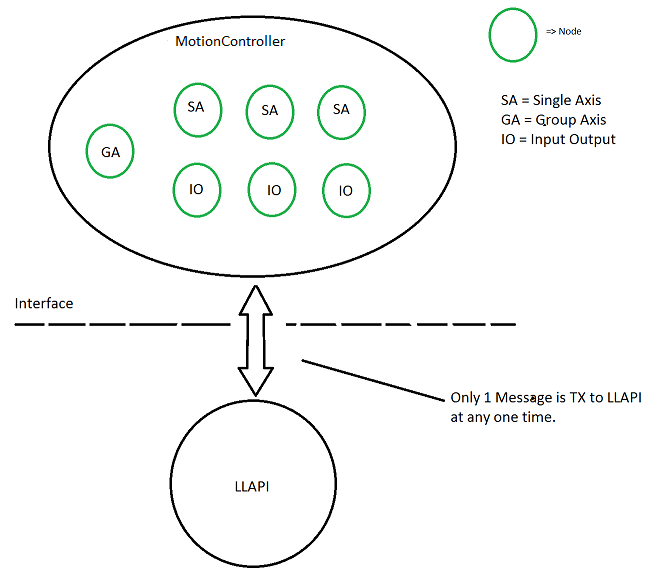 MotionController
=> Node
SA
SA
SA
GA
IO
IO
IO
SA = Single Axis
GA = Group Axis
IO = Input Output
Interface
Only 1 Message is TX to LLAPI
at any one time.
LLAPI